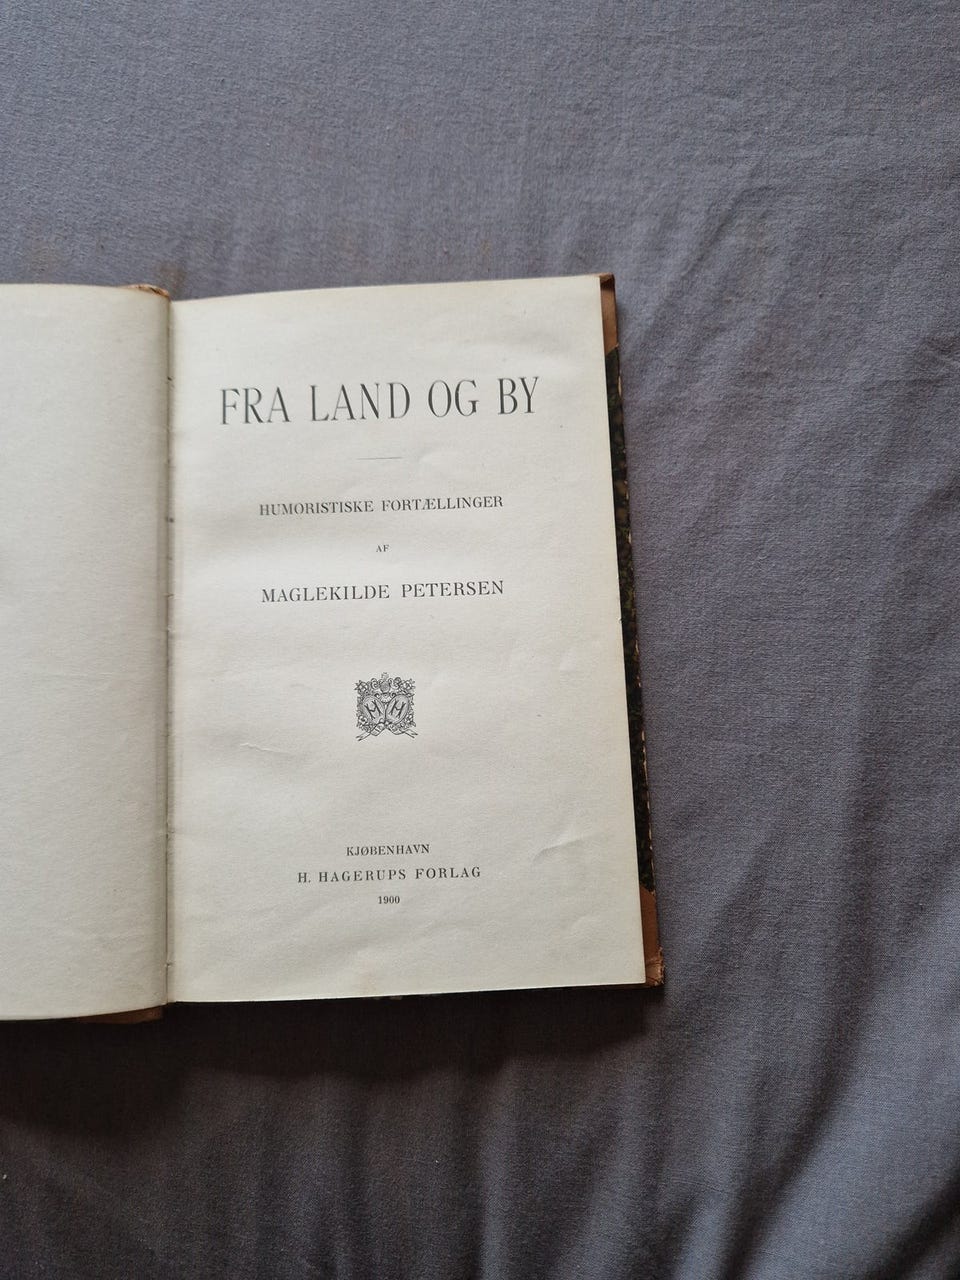 FRA LAND OG BY
HUMORISTISKE FORTÆLLINGER
AF
MAGLEKILDE PETERSEN
H H
KJØBENHAVN
H. HAGERUPS FORLAG
1900